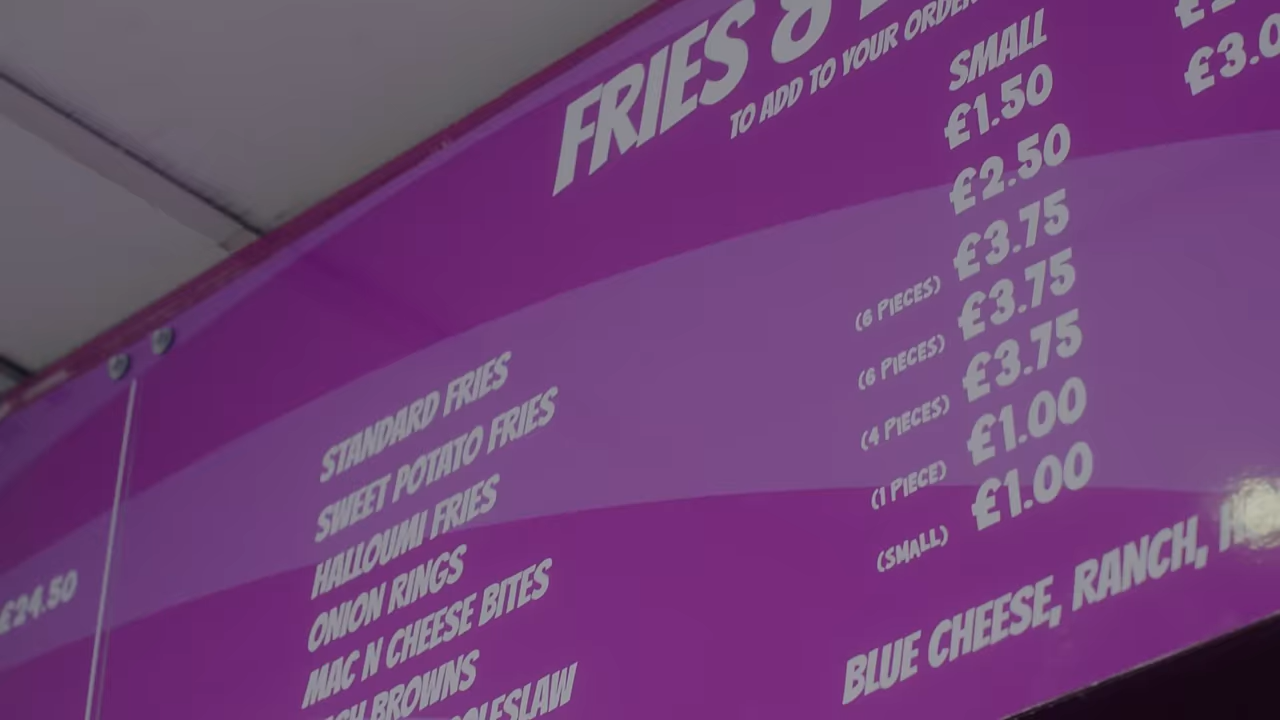 FRIES &
TO ADD TO YOUR ORDER
SMALL
STANDARD FRIES £1.50
SWEET POTATO FRIES £2.50 £3.0
HALLOUMI FRIES (6 PIECES) £3.75
ONION RINGS (6 PIECES) £3.75
MAC N CHEESE BITES (4 PIECES) £3.75
BROWNS (1 PIECE) £1.00
(SMALL) £1.00
BLUE CHEESE, RANCH,
£24.50